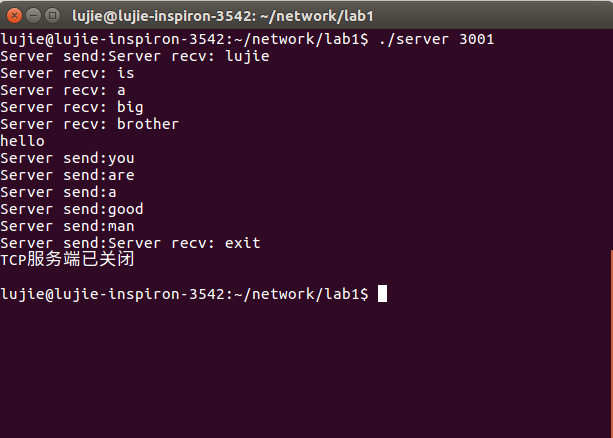 lujie@lujie-inspiron-3542: ~/network/lab1
lujie@lujie-inspiron-3542:~/network/lab1$ ./server 3001
Server send:Server recv: lujie
Server recv: is
Server recv: a
Server recv: big
Server recv: brother
hello
Server send:you
Server send:are
Server send:a
Server send:good
Server send:man
Server send:Server recv: exit
TCP服务端已关闭
lujie@lujie-inspiron-3542:~/network/lab1$